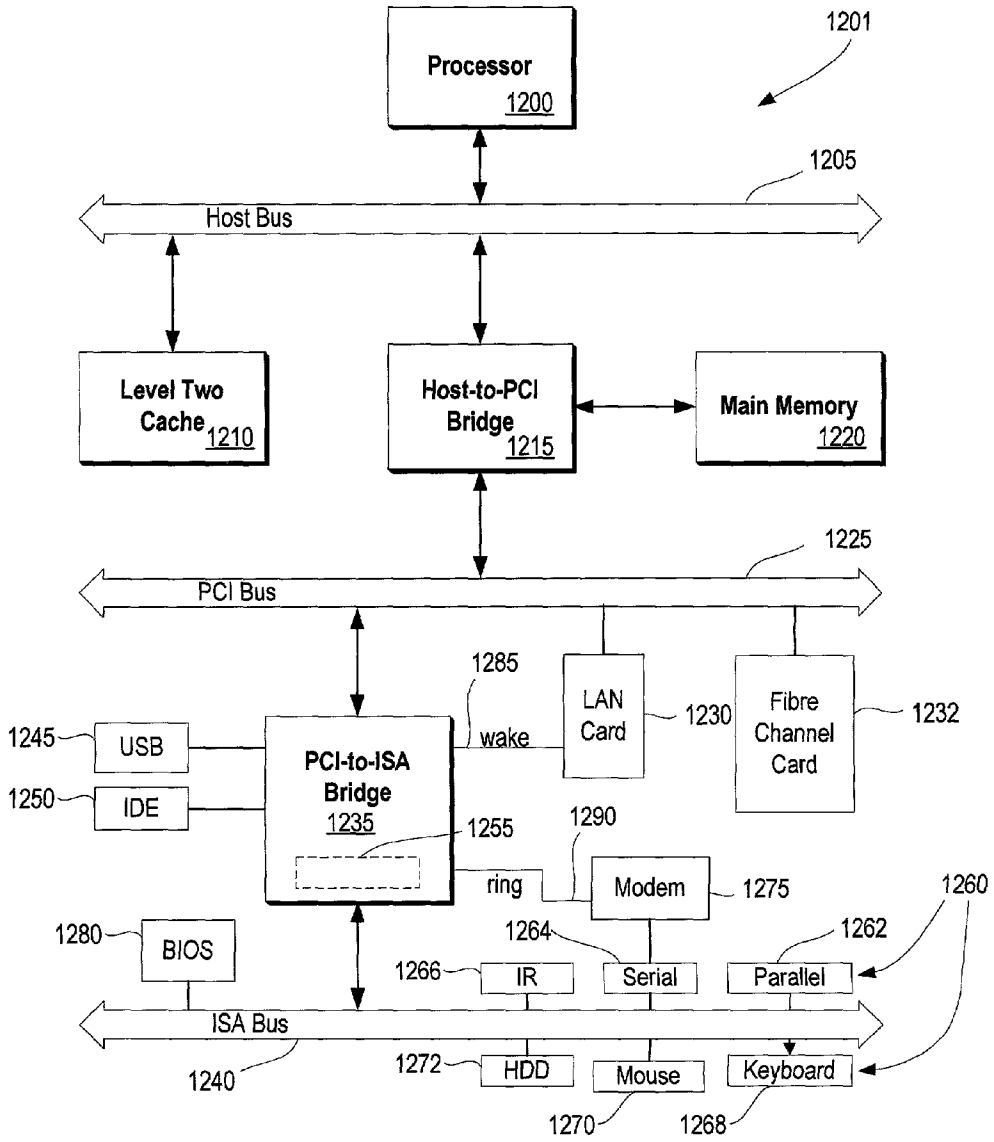 1201
Processor
1200
1205
Host Bus
Level Two
Cache
1210
Host-to-PCI
Bridge
1215
Main Memory
1220
1225
PCI Bus
1285
LAN
Card
1230
Fibre
Channel
Card
1232
1245
USB
PCI-to-ISA
Bridge
1235
wake
1250
IDE
1255
1290
ring
Modem
1275
1260
1280
BIOS
1264
1262
1266
IR
Serial
Parallel
ISA Bus
1240
1272
HDD
Mouse
Keyboard
1270
1268